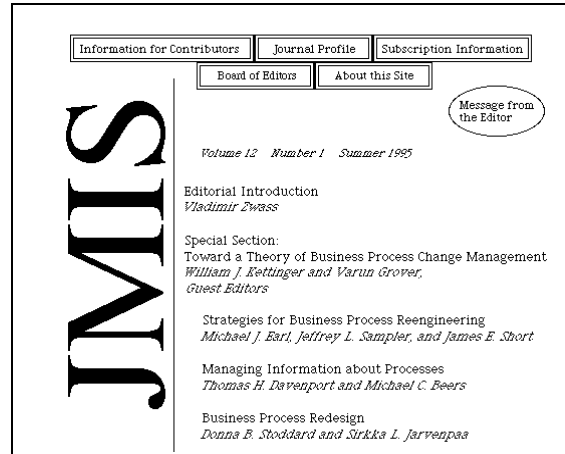 Information for Contributors
Journal Profile
Subscription Information
Board of Editors
About this Site
Message from
the Editor
JMIS
Volume 12 Number 1 Summer 1995
Editorial Introduction
Vladimir Zwass
Special Section:
Toward a Theory of Business Process Change Management
William J. Kettinger and Varun Grover,
Guest Editors
Strategies for Business Process Reengineering
Michael J. Earl, Jeffrey L. Sampler, and James E. Short
Managing Information about Processes
Thomas H. Davenport and Michael C. Beers
Business Process Redesign
Donna B. Stoddard and Sirkka L. Jarvenpaa